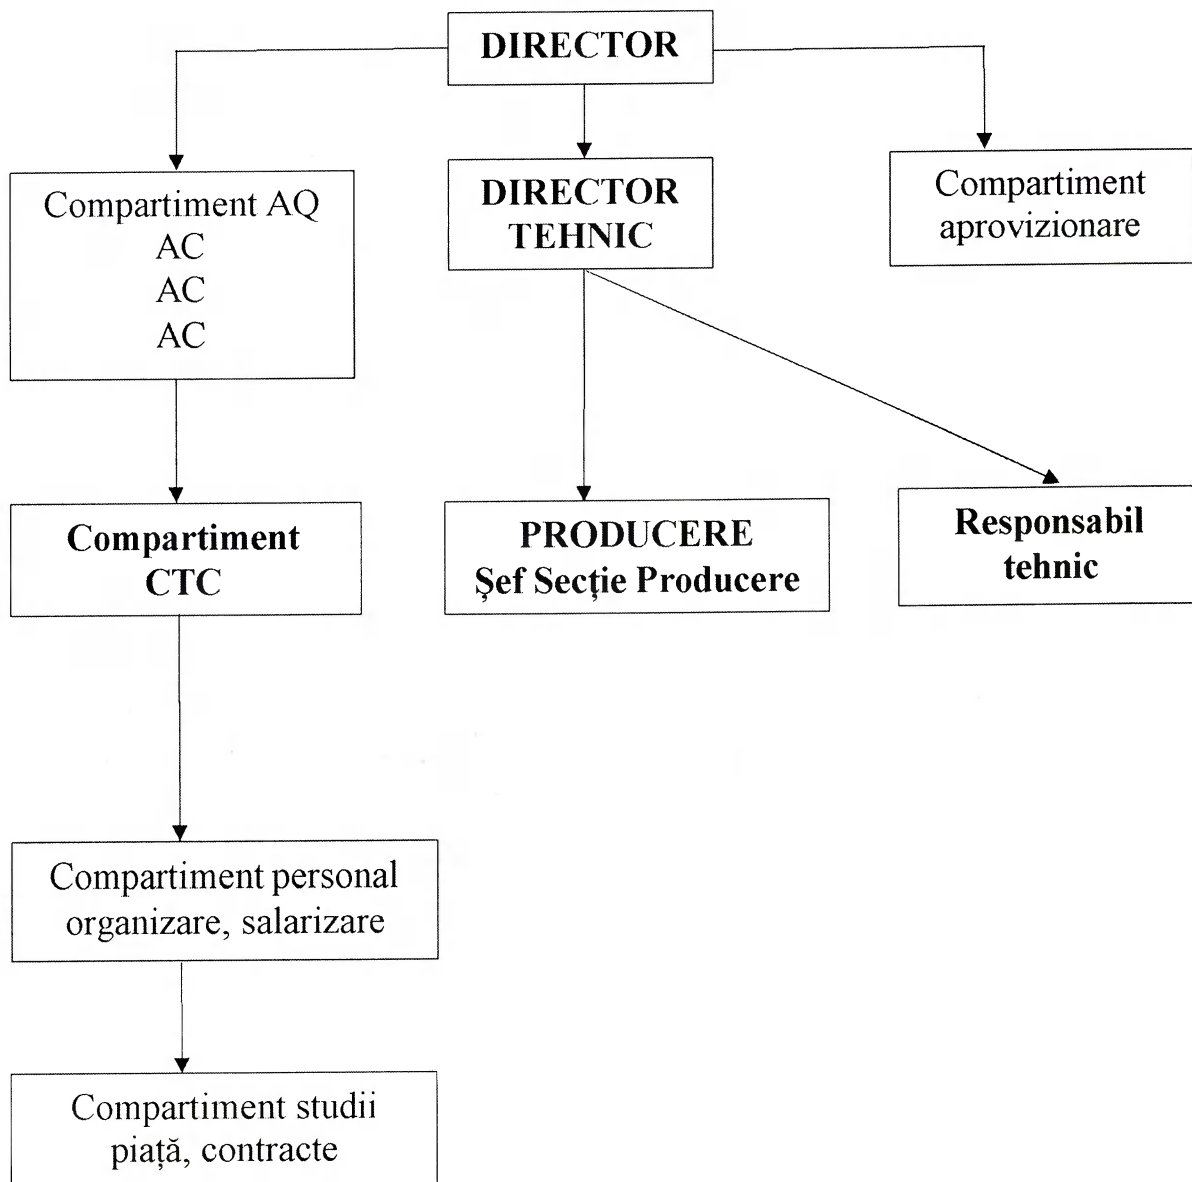 DIRECTOR
Compartiment AQ
AC
AC
AC
DIRECTOR
TEHNIC
Compartiment
aprovizionare
Compartiment
CTC
PRODUCERE
Şef Secţie Producere
Responsabil
tehnic
Compartiment personal
organizare, salarizare
Compartiment studii
piaţă, contracte